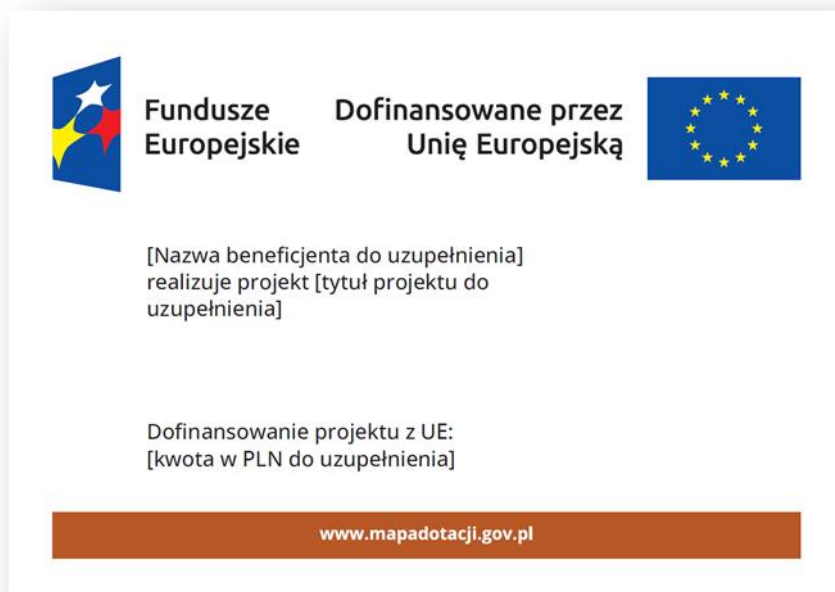 Fundusze
Europejskie
Dofinansowane przez
Unię Europejską
[Nazwa beneficjenta do uzupełnienia]
realizuje projekt [tytuł projektu do
uzupełnienia]
Dofinansowanie projektu z UE:
[kwota w PLN do uzupełnienia]
www.mapadotacji.gov.pl